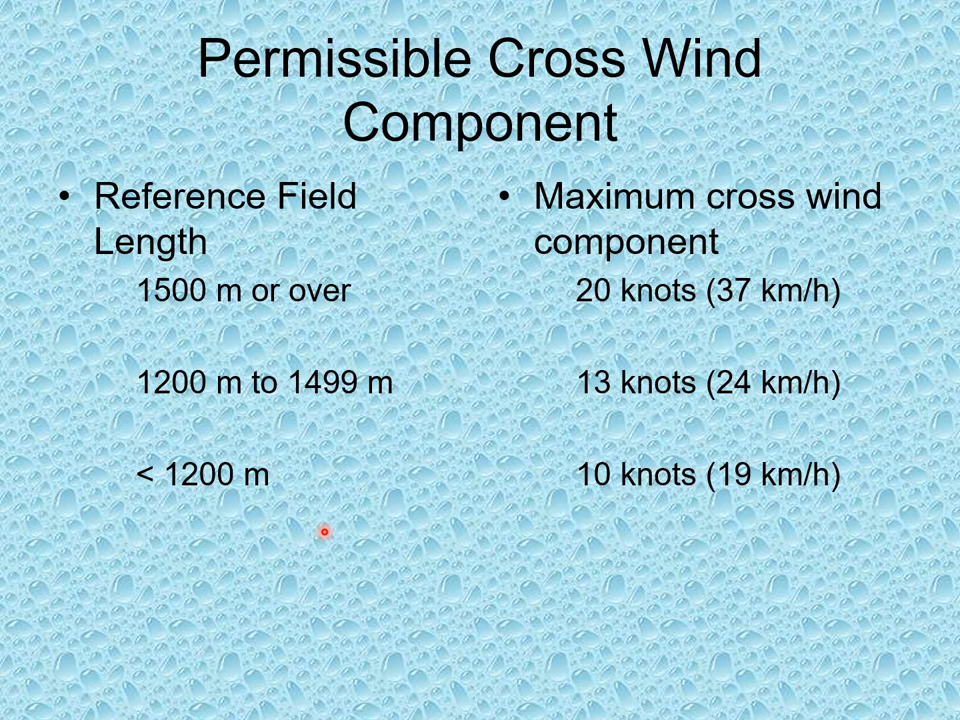 Permissible Cross Wind
Component
• Reference Field
Length
1500 m or over
1200 m to 1499 m
< 1200 m
• Maximum cross wind
component
20 knots (37 km/h)
13 knots (24 km/h)
10 knots (19 km/h)